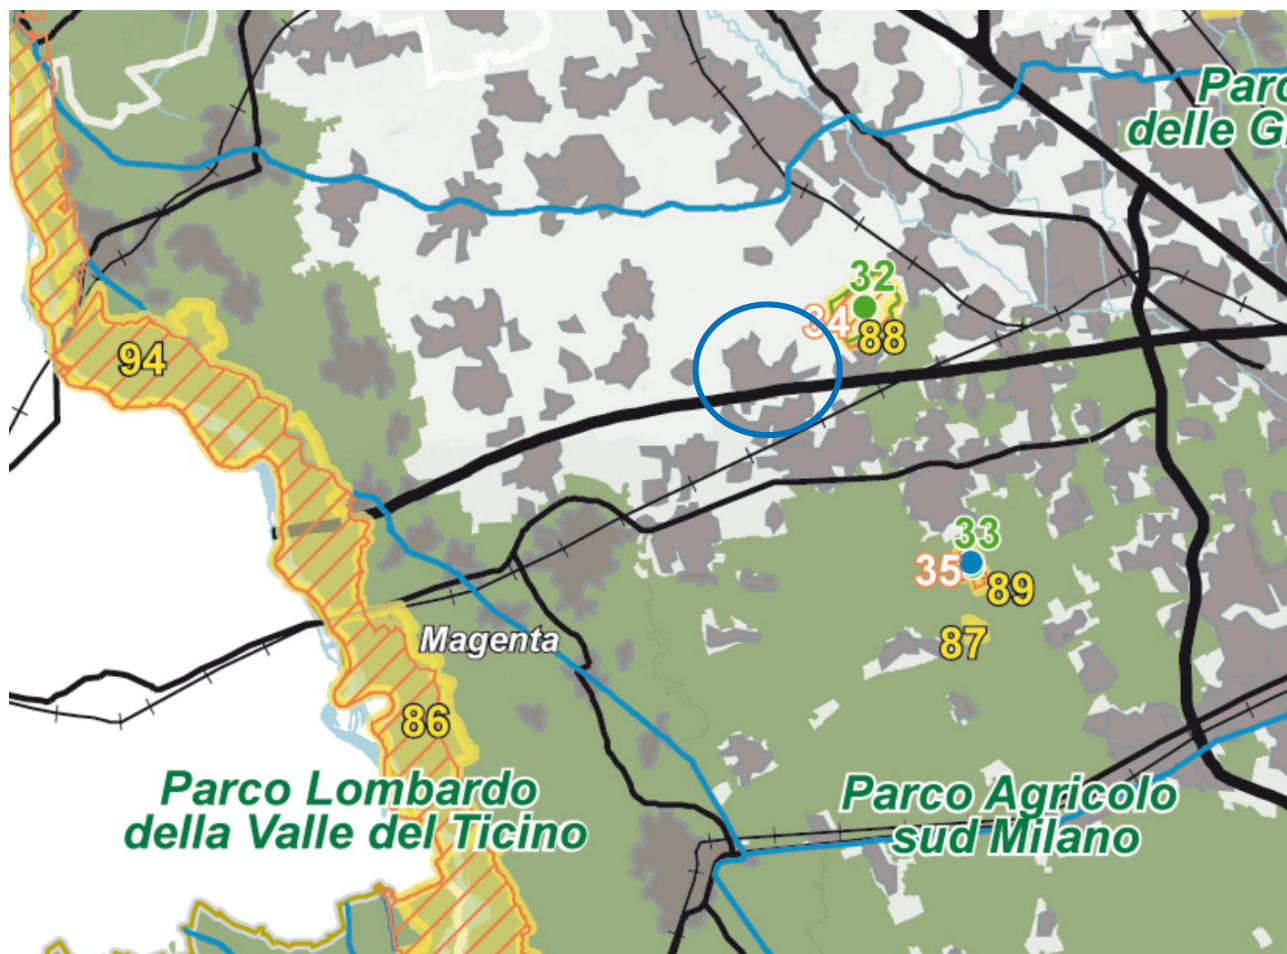 Parc
delle G
32
34
88
94
33
35
89
87
Magenta
86
Parco Lombardo
della Valle del Ticino
Parco Agricolo
sud Milano